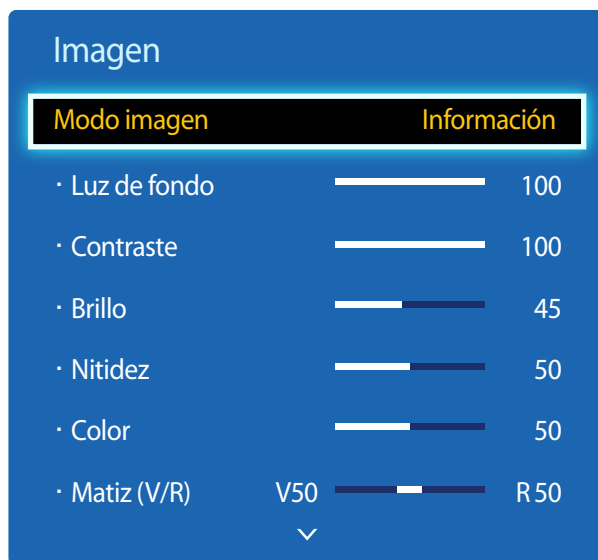 Imagen
Modo imagen Información
· Luz de fondo 100
· Contraste 100
· Brillo 45
· Nitidez 50
· Color 50
· Matiz (V/R) V50 R50